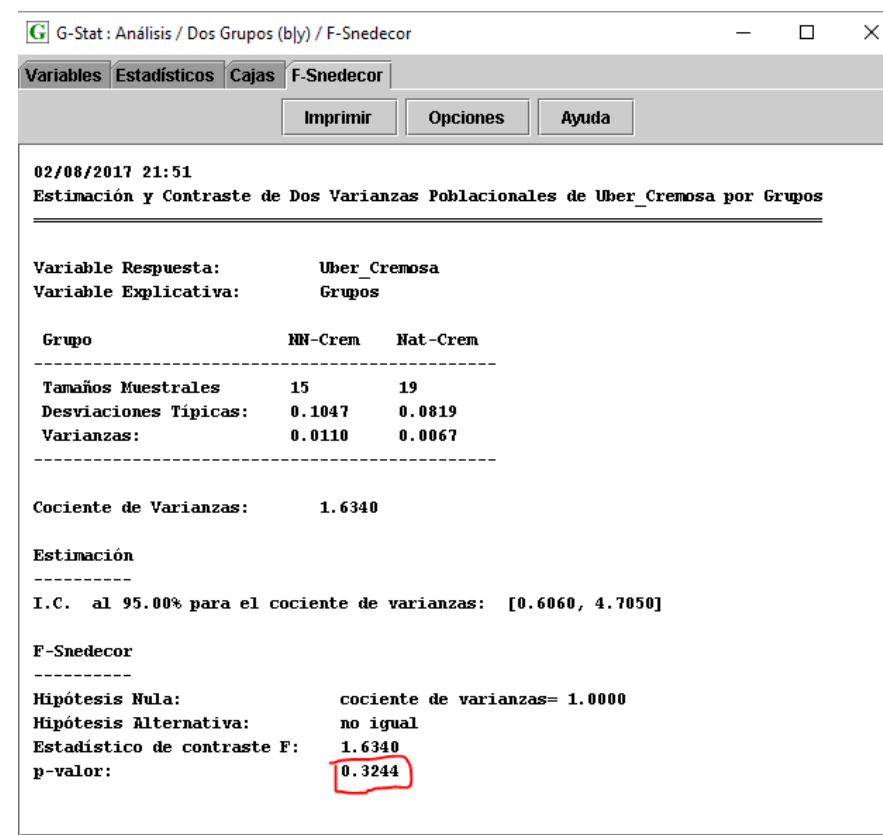 G G-Stat : Análisis / Dos Grupos (b|y) / F-Snedecor
Variables Estadísticos Cajas F-Snedecor
Imprimir Opciones Ayuda
02/08/2017 21:51
Estimación y Contraste de Dos Varianzas Poblacionales de Uber_Cremosa por Grupos
Variable Respuesta: Uber_Cremosa
Variable Explicativa: Grupos
Grupo NN-Crem Nat-Crem
Tamaños Muestrales 15 19
Desviaciones Típicas: 0.1047 0.0819
Varianzas: 0.0110 0.0067
Cociente de Varianzas: 1.6340
Estimación
I.C. al 95.00% para el cociente de varianzas: [0.6060, 4.7050]
F-Snedecor
Hipótesis Nula: cociente de varianzas= 1.0000
Hipótesis Alternativa: no igual
Estadístico de contraste F: 1.6340
p-valor: 0.3244